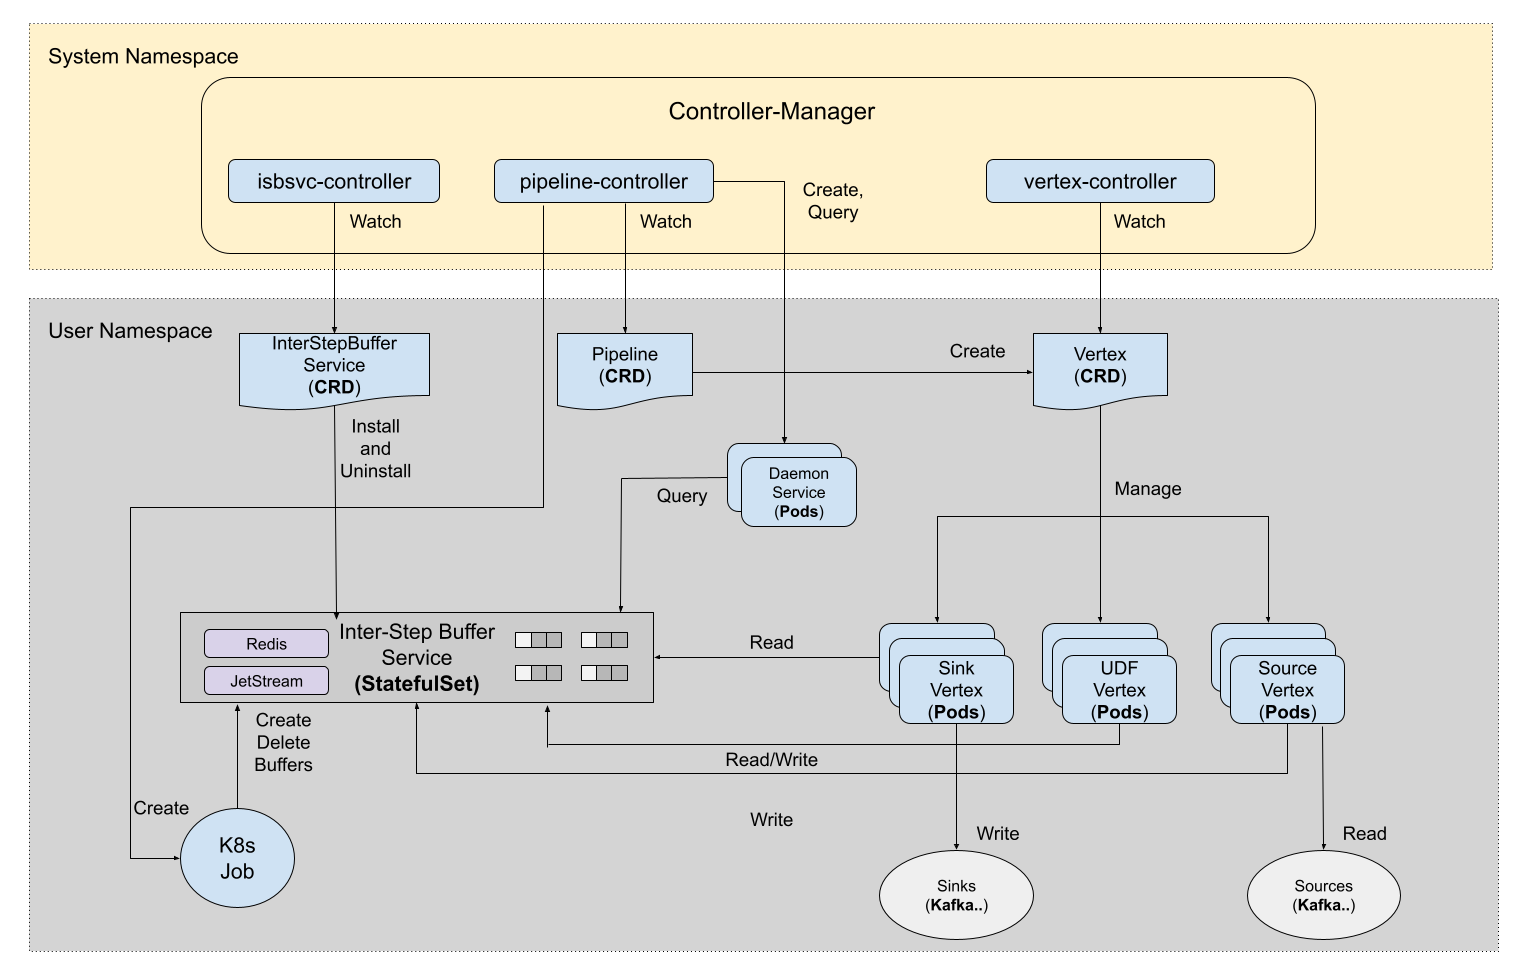 System Namespace
Controller-Manager
isbsvc-controller
pipeline-controller
vertex-controller
Create,
Query
Watch
Watch
Watch
User Namespace
InterStepBuffer
Service
(CRD)
Pipeline
(CRD)
Create
Vertex
(CRD)
Install
and
Uninstall
Query
Daemon
Service
(Pods)
Manage
Redis
JetStream
Inter-Step Buffer
Service
(StatefulSet)
Read
Sink
Vertex
(Pods)
UDF
Vertex
(Pods)
Source
Vertex
(Pods)
Create
Delete
Buffers
Read/Write
Create
Write
Write
Read
K8s
Job
Sinks
(Kafka..)
Sources
(Kafka..)